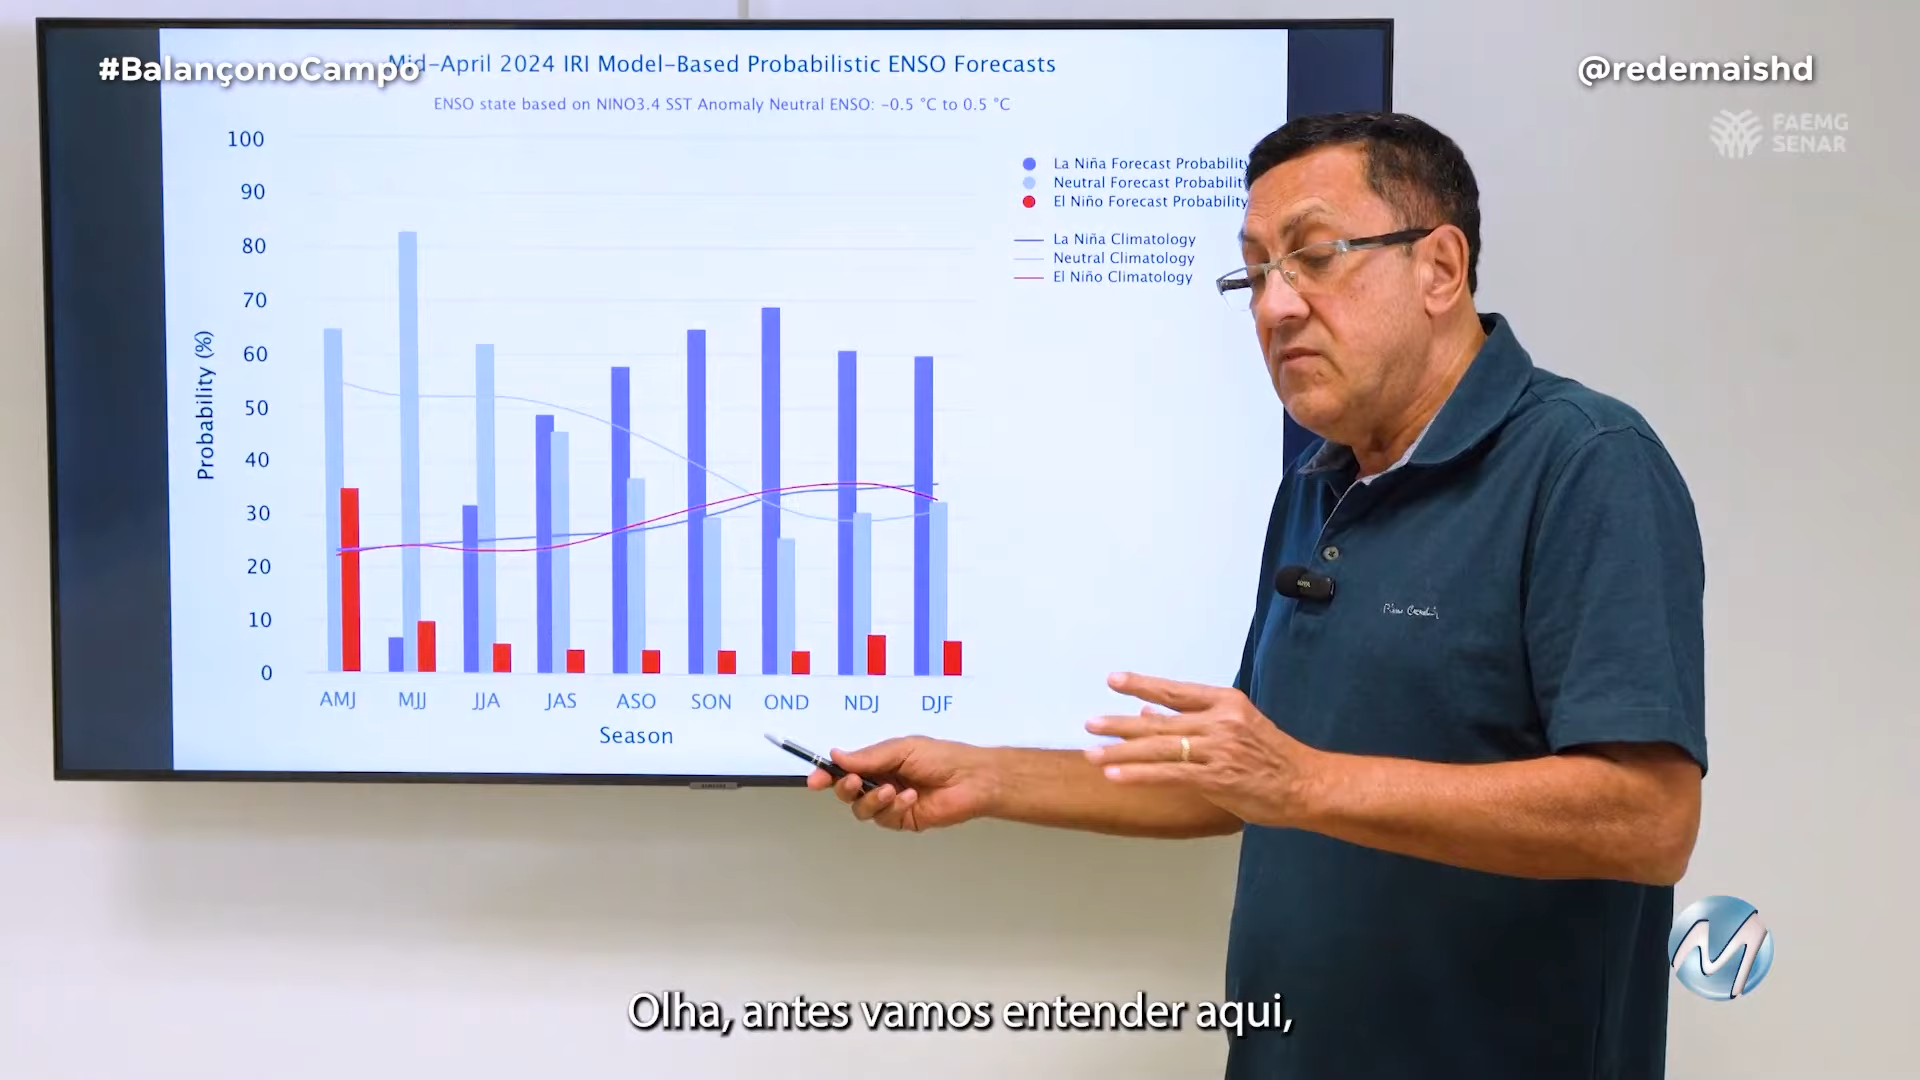 #BalançonoCampo
@redemaishd
FAEMG
SENAR
Mid-April 2024 IRI Model-Based Probabilistic ENSO Forecasts
ENSO state based on NINO3.4 SST Anomaly Neutral ENSO: -0.5 °C to 0.5 °C
La Niña Forecast Probability
Neutral Forecast Probability
El Niño Forecast Probability
La Niña Climatology
Neutral Climatology
El Niño Climatology
Probability (%)
100
90
80
70
60
50
40
30
20
10
0
AMJ MJJ JJA JAS ASO SON OND NDJ DJF
Season
SAMSUNG
M
Olha, antes vamos entender aqui,